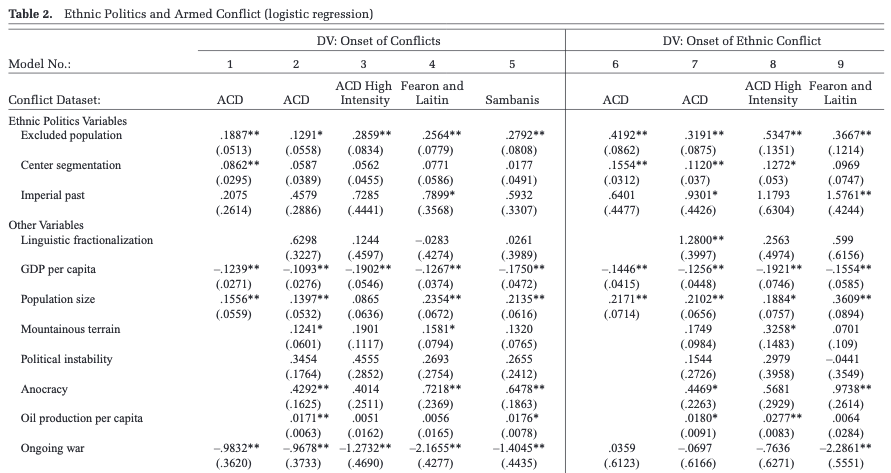 Table 2. Ethnic Politics and Armed Conflict (logistic regression)
DV: Onset of Conflicts DV: Onset of Ethnic Conflict
Model No.: 1 2 3 4 5 6 7 8 9
ACD High Fearon and ACD High Fearon and
Conflict Dataset: ACD ACD Intensity Laitin Sambanis ACD ACD Intensity Laitin
Ethnic Politics Variables
Excluded population .1887** .1291* .2859** .2564** .2792** .4192** .3191** .5347** .3667**
(.0513) (.0558) (.0834) (.0779) (.0808) (.0862) (.0875) (.1351) (.1214)
Center segmentation .0862** .0587 .0562 .0771 .0177 .1554** .1120** .1272* .0969
(.0295) (.0389) (.0455) (.0586) (.0491) (.0312) (.037) (.053) (.0747)
Imperial past .2075 .4579 .7285 .7899* .5932 .6401 .9301* 1.1793 1.5761**
(.2614) (.2886) (.4441) (.3568) (.3307) (.4477) (.4426) (.6304) (.4244)
Other Variables
Linguistic fractionalization .6298 .1244 –.0283 .0261 1.2800** .2563 .599
(.3227) (.4597) (.4274) (.3989) (.3997) (.4974) (.6156)
GDP per capita –.1239** –.1093** –.1902** –.1267** –.1750** –.1446** –.1256** –.1921** –.1554**
(.0271) (.0276) (.0546) (.0374) (.0472) (.0415) (.0448) (.0746) (.0585)
Population size .1556** .1397** .0865 .2354** .2135** .2171** .2102** .1884* .3609**
(.0559) (.0532) (.0636) (.0672) (.0616) (.0714) (.0656) (.0757) (.0894)
Mountainous terrain .1241* .1901 .1581* .1320 .1749 .3258* .0701
(.0601) (.1117) (.0794) (.0765) (.0984) (.1483) (.109)
Political instability .3454 .4555 .2693 .2655 .1544 .2979 –.0441
(.1764) (.2852) (.2754) (.2412) (.2726) (.3958) (.3549)
Anocracy .4292** .4014 .7218** .6478** .4469* .5681 .9738**
(.1625) (.2511) (.2369) (.1863) (.2263) (.2929) (.2614)
Oil production per capita .0171** .0051 .0056 .0176* .0180* .0277** .0064
(.0063) (.0162) (.0165) (.0078) (.0091) (.0083) (.0284)
Ongoing war –.9832** –.9678** –1.2732** –2.1655** –1.4045** .0359 –.0697 –.7636 –2.2861**
(.3620) (.3733) (.4690) (.4277) (.4435) (.6123) (.6166) (.6271) (.5551)